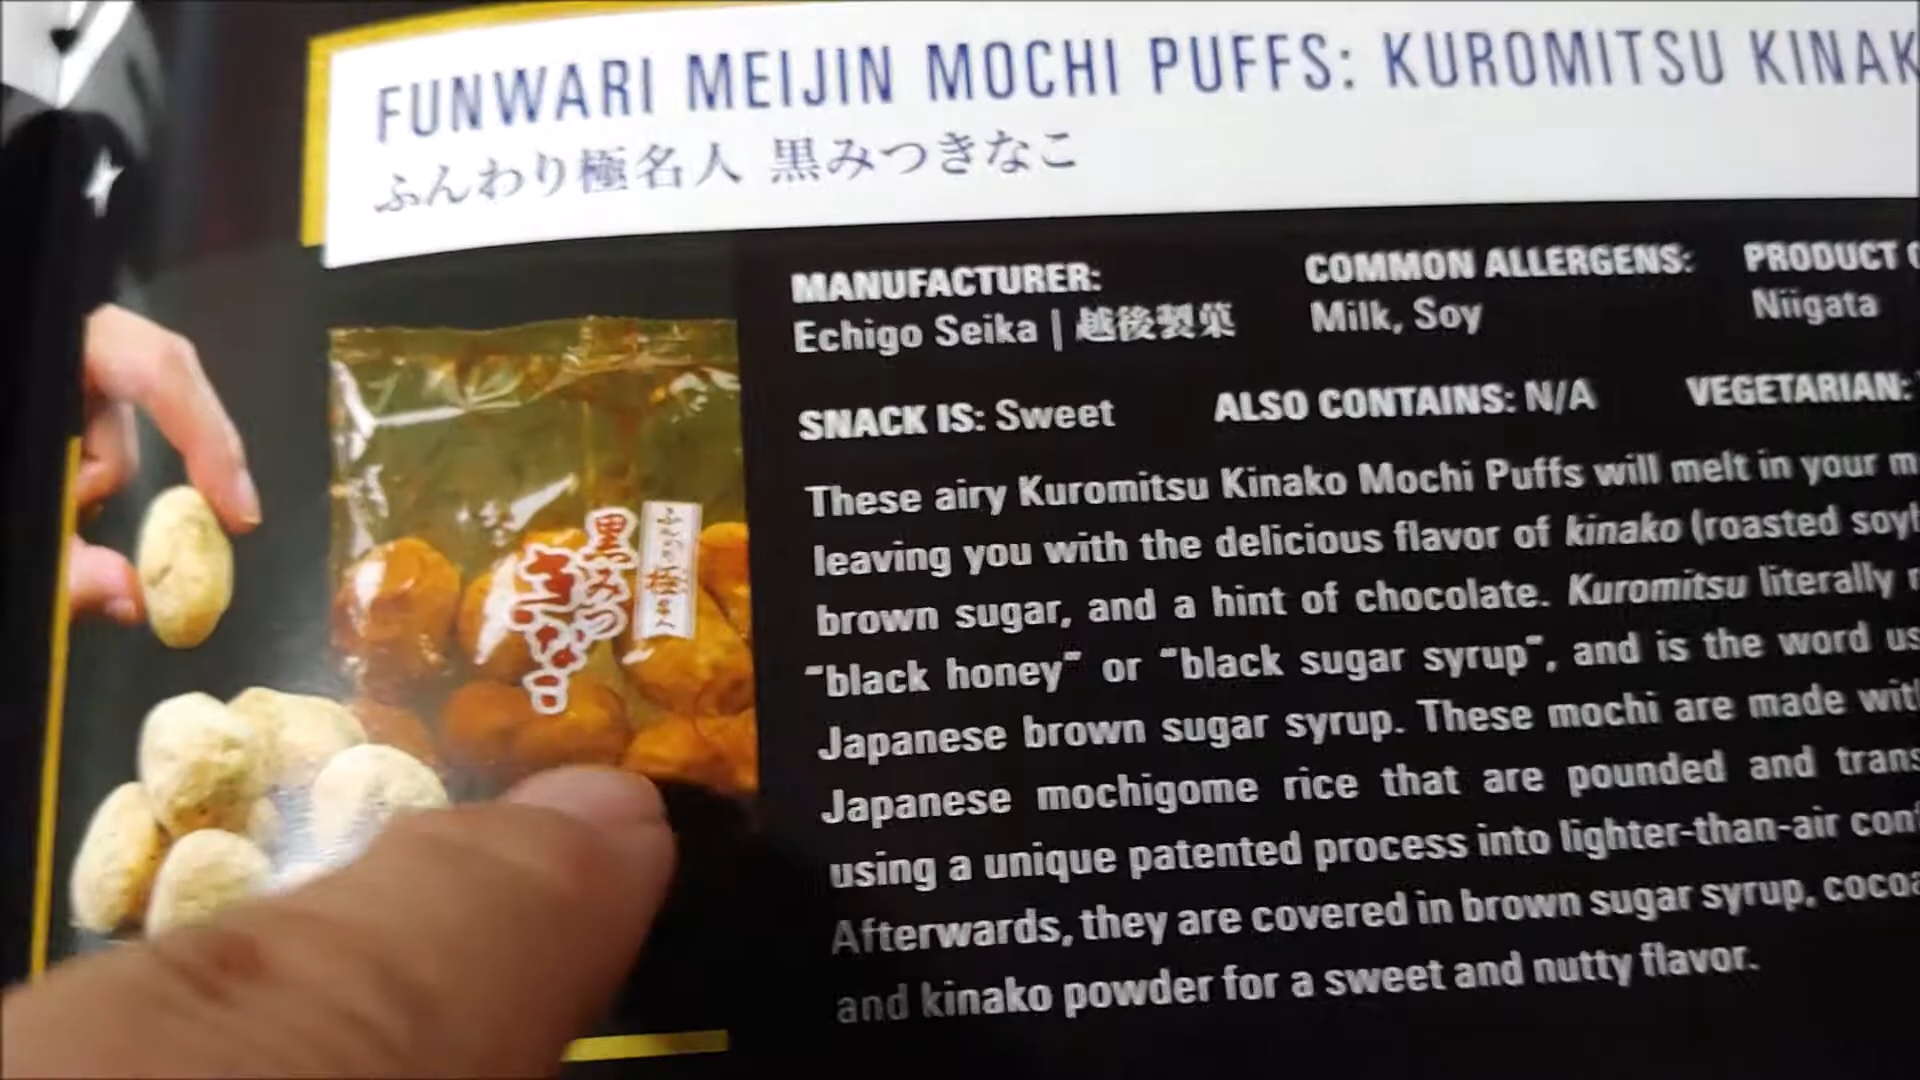 FUNWARI MEIJIN MOCHI PUFFS: KUROMITSU KINAK
ふんわり極名人 黒みつきなこ
MANUFACTURER:
Echigo Seika | 越後製菓
COMMON ALLERGENS:
Milk, Soy
PRODUCT
Niigata
SNACK IS: Sweet
ALSO CONTAINS: N/A
VEGETARIAN:
These airy Kuromitsu Kinako Mochi Puffs will melt in your m
leaving you with the delicious flavor of kinako (roasted soyb
brown sugar, and a hint of chocolate. Kuromitsu literally
"black honey" or "black sugar syrup", and is the word us
Japanese brown sugar syrup. These mochi are made with
Japanese mochigome rice that are pounded and trans
using a unique patented process into lighter-than-air conf
Afterwards, they are covered in brown sugar syrup, cocoa
and kinako powder for a sweet and nutty flavor.
ふんわり極名人
黒みつ
きなこ